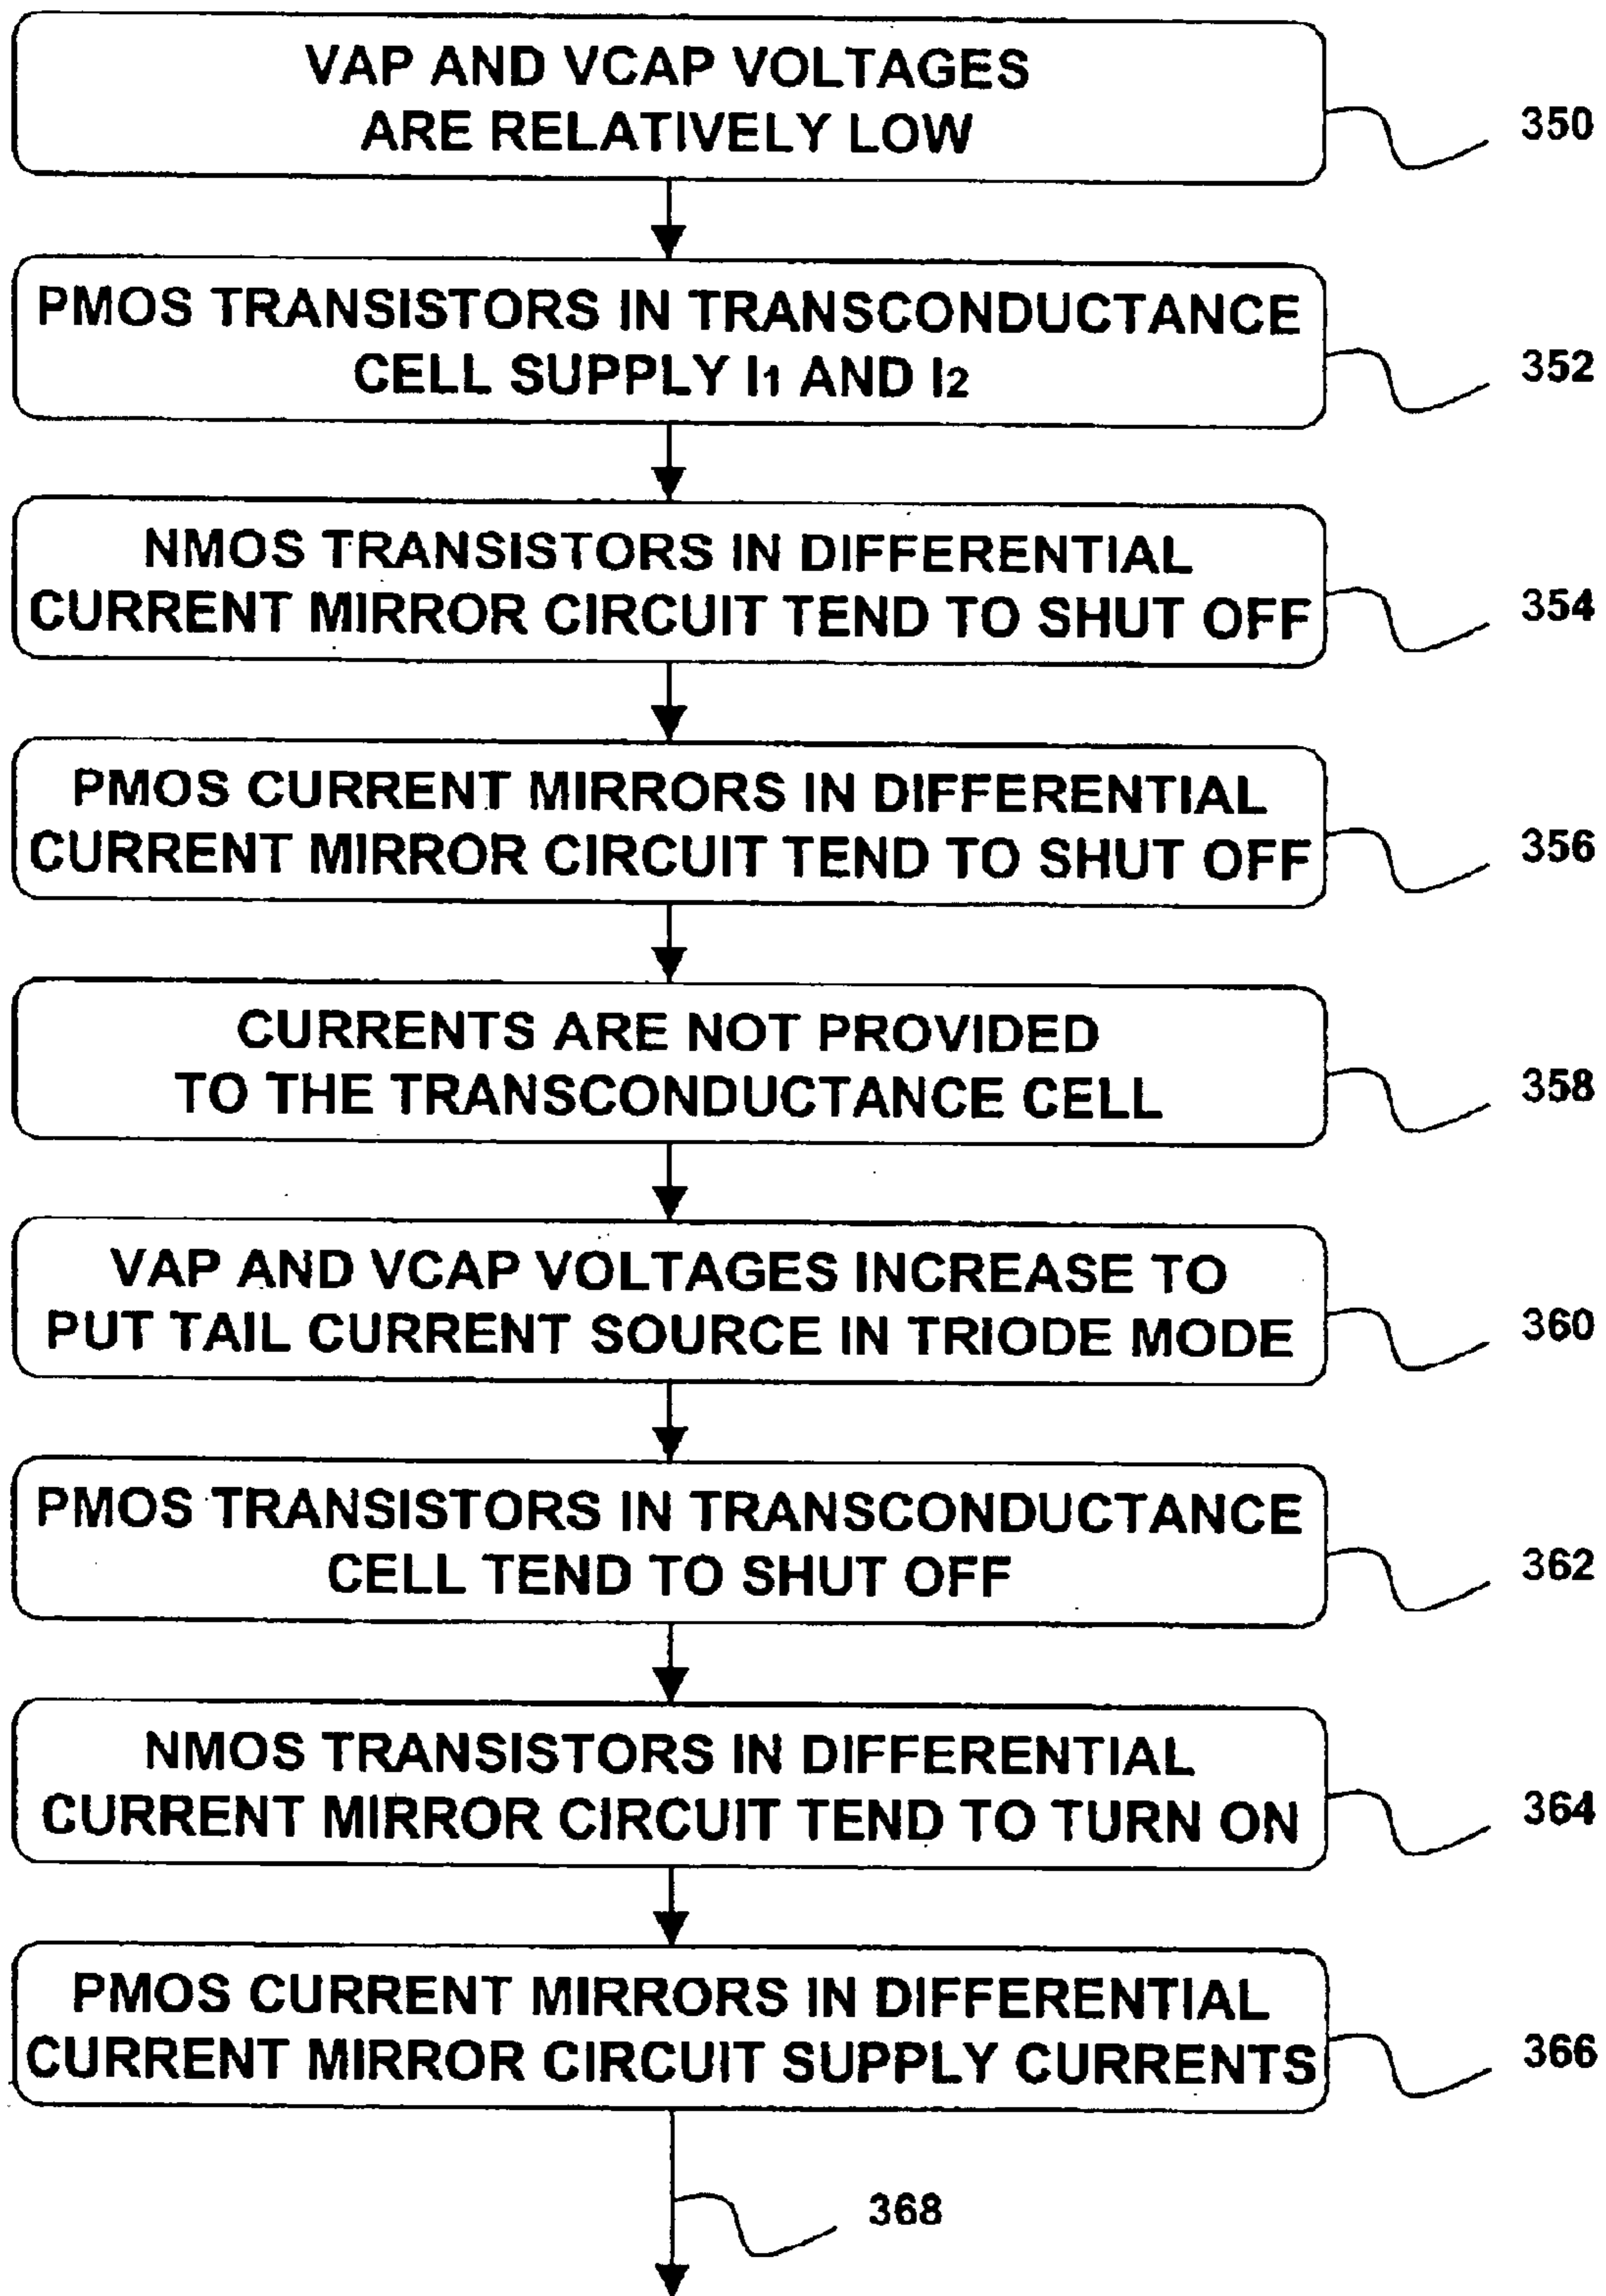 VAP AND VCAP VOLTAGES
ARE RELATIVELY LOW
350
PMOS TRANSISTORS IN TRANSCONDUCTANCE
CELL SUPPLY I1 AND I2
352
NMOS TRANSISTORS IN DIFFERENTIAL
CURRENT MIRROR CIRCUIT TEND TO SHUT OFF
354
PMOS CURRENT MIRRORS IN DIFFERENTIAL
CURRENT MIRROR CIRCUIT TEND TO SHUT OFF
356
CURRENTS ARE NOT PROVIDED
TO THE TRANSCONDUCTANCE CELL
358
VAP AND VCAP VOLTAGES INCREASE TO
PUT TAIL CURRENT SOURCE IN TRIODE MODE
360
PMOS TRANSISTORS IN TRANSCONDUCTANCE
CELL TEND TO SHUT OFF
362
NMOS TRANSISTORS IN DIFFERENTIAL
CURRENT MIRROR CIRCUIT TEND TO TURN ON
364
PMOS CURRENT MIRRORS IN DIFFERENTIAL
CURRENT MIRROR CIRCUIT SUPPLY CURRENTS
366
368